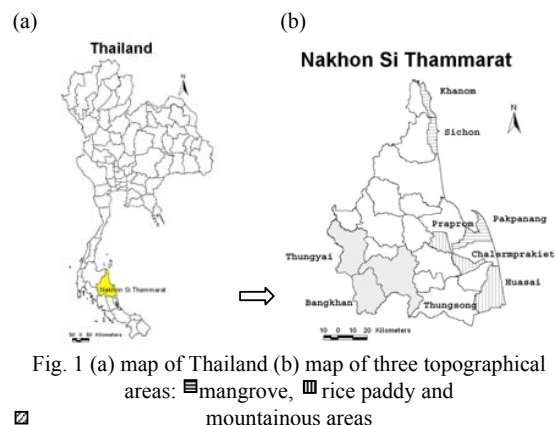 (a)
(b)
Thailand
N
Nakhon Si Thammarat
Kilometers
Nakhon Si Thammarat
Khanom
N
Sichon
Pakpanang
Praprom
Chalermprakiet
Thungyai
Huasai
Bangkhan
Thungsong
10 0 10 20
Kilometers
Fig. 1 (a) map of Thailand (b) map of three topographical
areas: mangrove, rice paddy and
mountainous areas